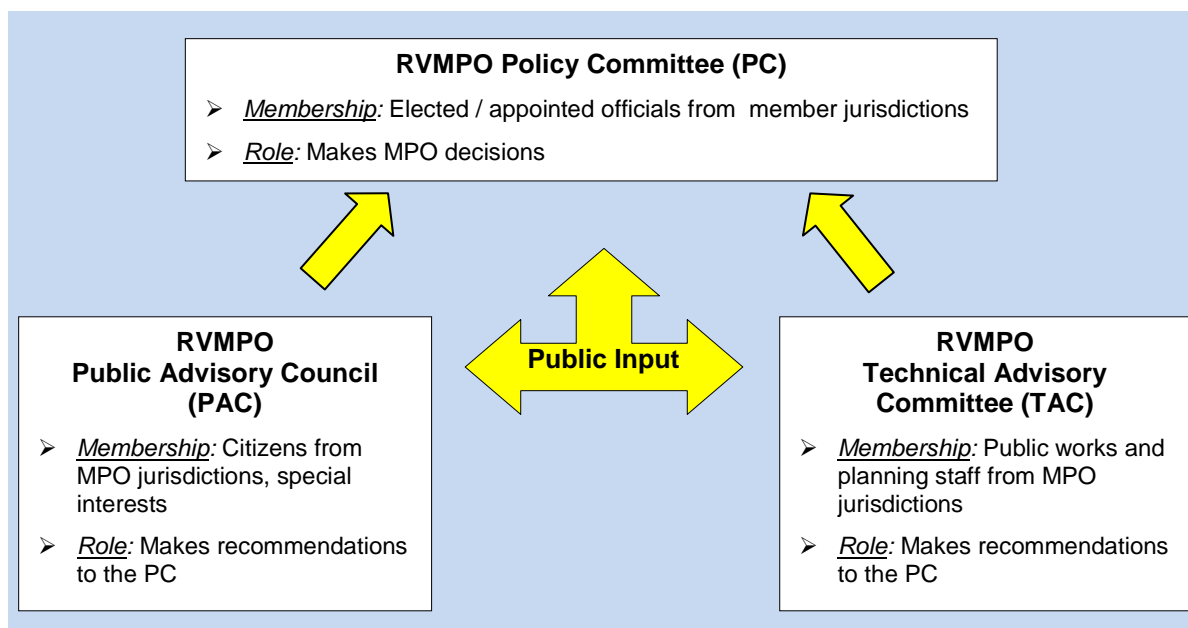 RVMPO Policy Committee (PC)
➢ Membership: Elected / appointed officials from member jurisdictions
➢ Role: Makes MPO decisions
Public Input
RVMPO
Public Advisory Council
(PAC)
➢ Membership: Citizens from
MPO jurisdictions, special
interests
➢ Role: Makes recommendations
to the PC
RVMPO
Technical Advisory
Committee (TAC)
➢ Membership: Public works and
planning staff from MPO
jurisdictions
➢ Role: Makes recommendations
to the PC